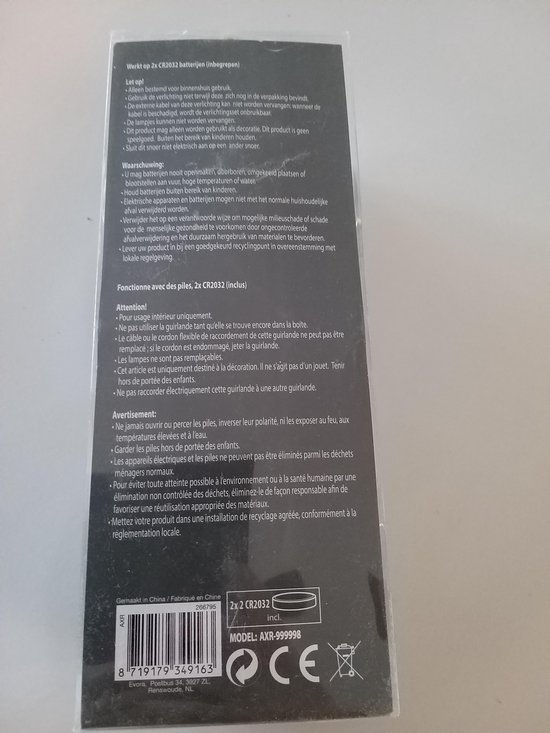 Werkt op 2x CR2032 batterijen (inbegrepen)
Let op!
• Alleen bestemd voor binnenshuis gebruik.
• Gebruik de verlichting niet terwijl deze zich nog in de verpakking bevindt.
• De externe kabel van deze verlichting kan niet worden vervangen: wanneer de
kabel is beschadigd, wordt de verlichtingsset onbruikbaar.
• De lampjes kunnen niet worden vervangen.
• Dit product mag alleen worden gebruikt als decoratie. Dit product is geen
speelgoed. Buiten het bereik van kinderen houden.
• Sluit dit snoer niet elektrisch aan op een ander snoer.
Waarschuwing:
• U mag batterijen nooit openmaken, doorboren, omgekeerd plaatsen of
blootstellen aan vuur, hoge temperaturen of water.
• Houd batterijen buiten bereik van kinderen.
• Elektrische apparaten en batterijen mogen niet met het normale huishoudelijke
afval verwijderd worden.
• Verwijder het op een verantwoorde wijze om mogelijke milieuschade of schade
voor de menselijke gezondheid te voorkomen door ongecontroleerde
afvalverwijdering en het duurzaam hergebruik van materialen te bevorderen.
• Lever uw product in bij een goedgekeurd recyclingpunt in overeenstemming met
lokale regelgeving.
Fonctionne avec des piles, 2x CR2032 (inclus)
Attention!
• Pour usage intérieur uniquement.
• Ne pas utiliser la guirlande tant qu'elle se trouve encore dans la boîte.
• Le câble ou le cordon flexible de raccordement de cette guirlande ne peut pas être
remplacé ; si le cordon est endommagé, jeter la guirlande.
• Les lampes ne sont pas remplaçables.
• Cet article est uniquement destiné à la décoration. Il ne s'agit pas d'un jouet. Tenir
hors de portée des enfants.
• Ne pas raccorder électriquement cette guirlande à une autre guirlande.
Avertisement:
• Ne jamais ouvrir ou percer les piles, inverser leur polarité, ni les exposer au feu, aux
températures élevées et à l'eau.
• Garder les piles hors de portée des enfants.
• Les appareils électriques et les piles ne peuvent pas être éliminés parmi les déchets
ménagers normaux.
• Pour éviter toute atteinte possible à l'environnement ou à la santé humaine par une
élimination non contrôlée des déchets, éliminez-le de façon responsable afin de
favoriser une réutilisation appropriée des matériaux.
• Mettez votre produit dans une installation de recyclage agréée, conformément à la
réglementation locale.
Gemaakt in China / Fabriqué en Chine
266795
AXR
8 719179 349163
Evora, Postbus 34, 3927 ZL,
Renswoude, NL
2x 2 CR2032
incl.
MODEL: AXR-999998
CE